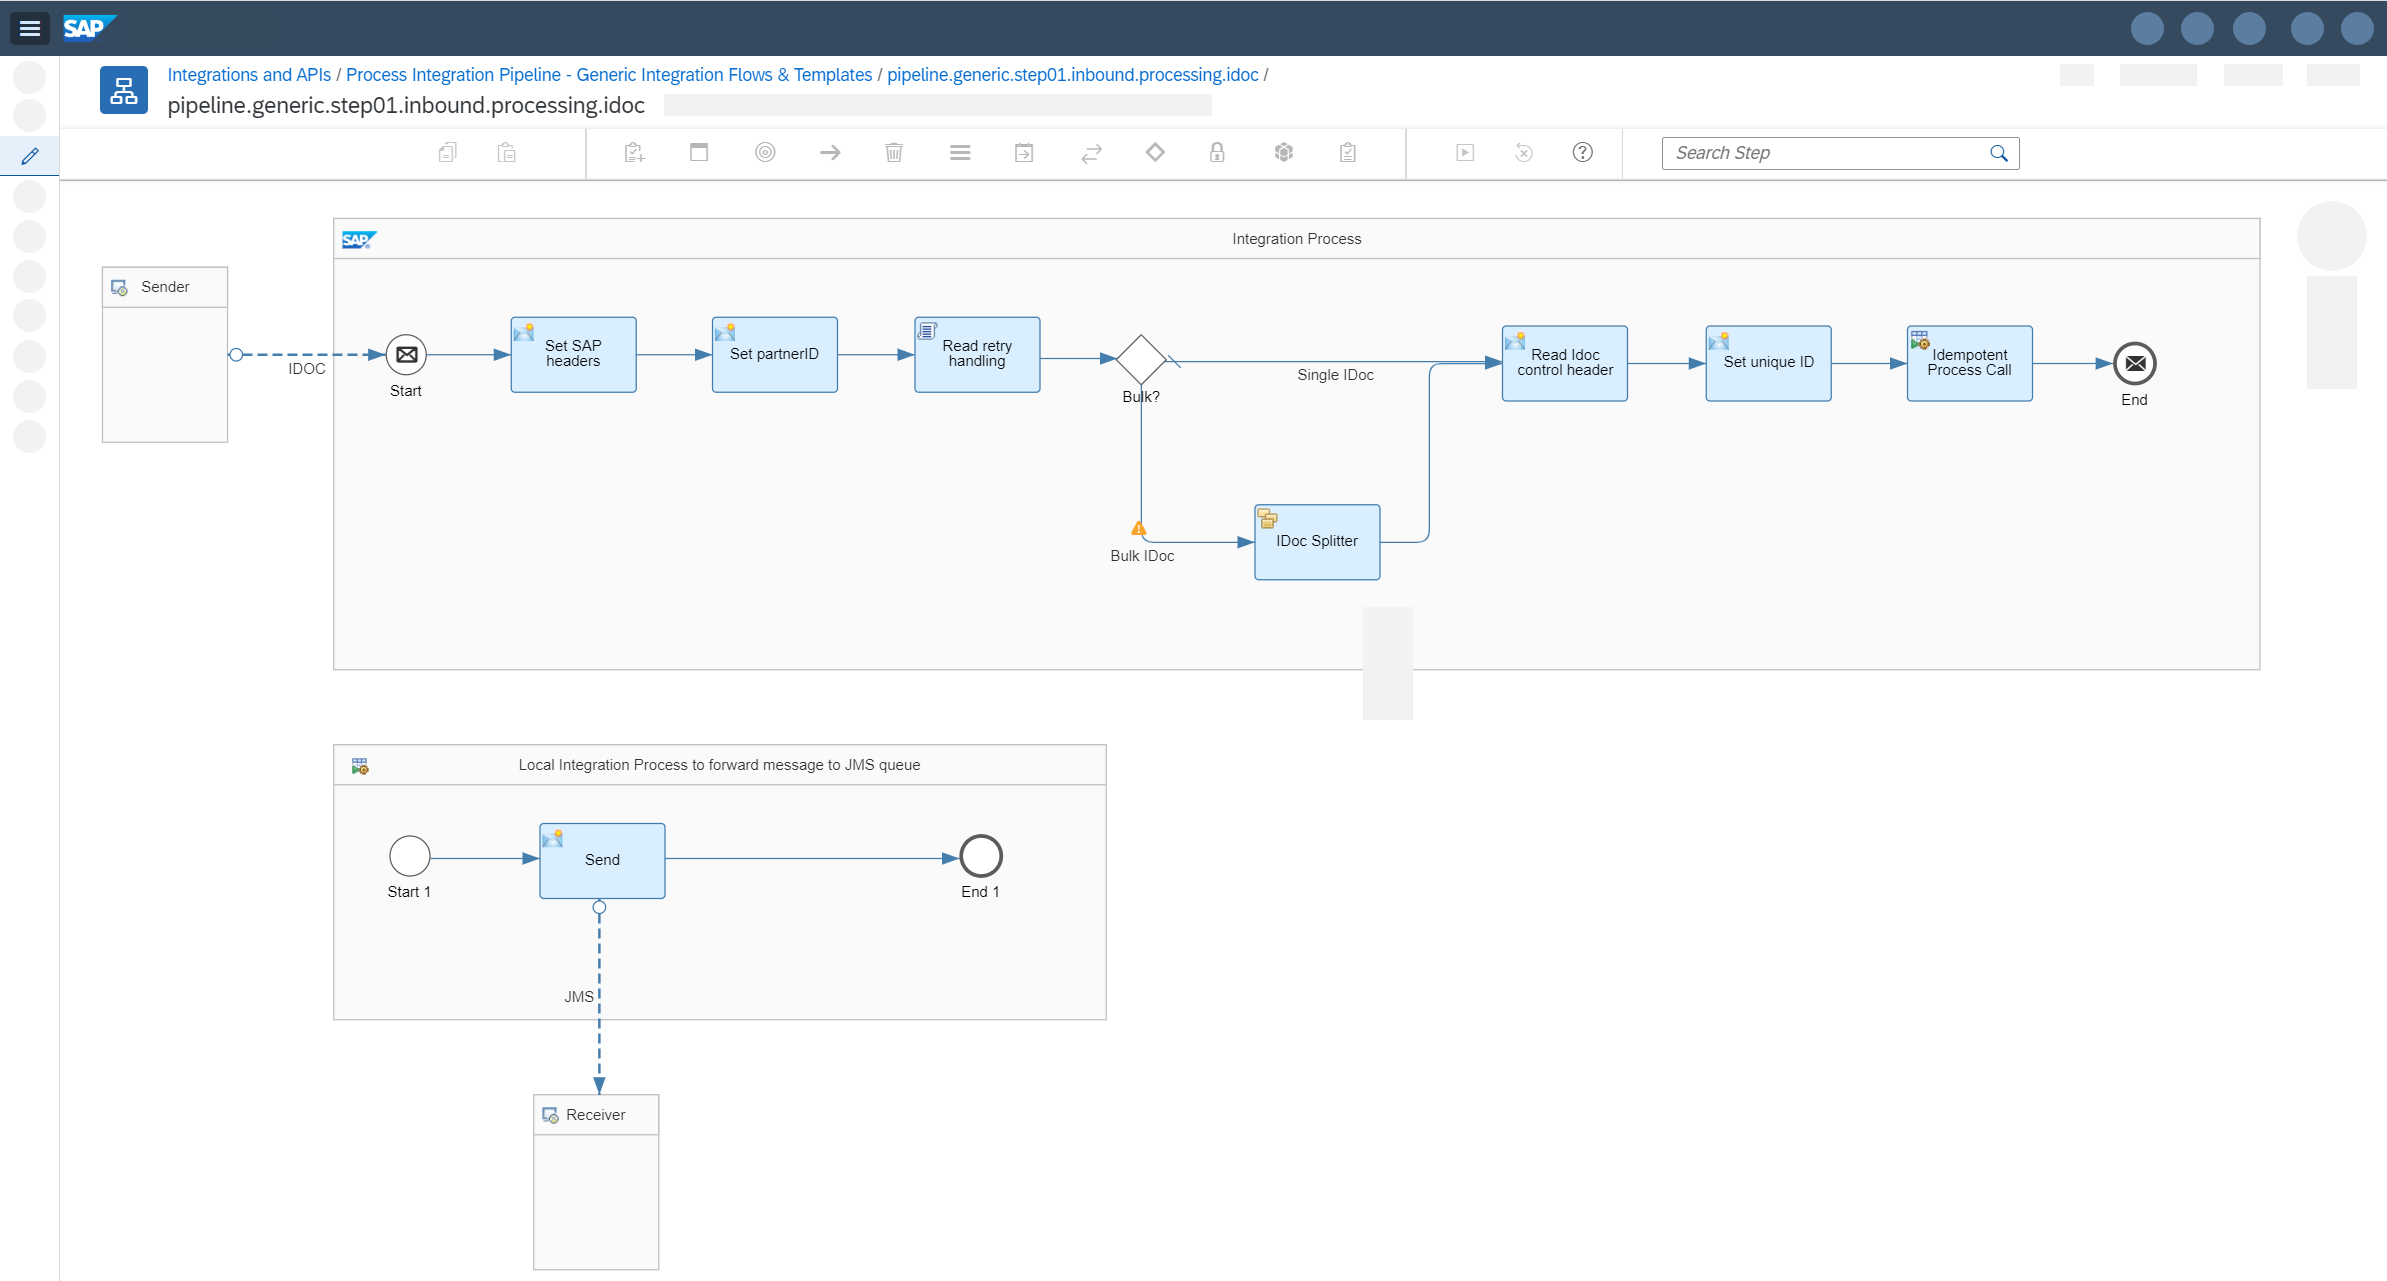 SAP
Integrations and APIs / Process Integration Pipeline - Generic Integration Flows & Templates / pipeline.generic.step01.inbound.processing.idoc /
pipeline.generic.step01.inbound.processing.idoc
Search Step
SAP
Integration Process
Sender
IDOC
Start
Set SAP
headers
Set partnerID
Read retry
handling
Bulk?
Single IDoc
Read Idoc
control header
Set unique ID
Idempotent
Process Call
End
Bulk IDoc
IDoc Splitter
Local Integration Process to forward message to JMS queue
Start 1
Send
End 1
JMS
Receiver